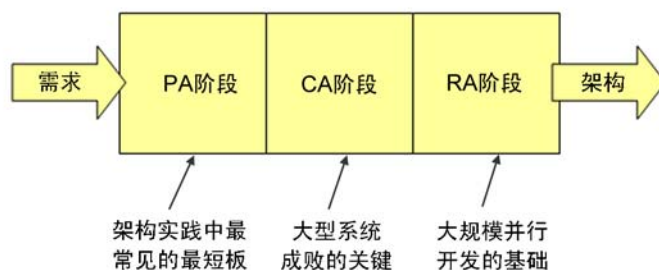 需求
PA阶段
CA阶段
RA阶段
架构
架构实践中最
常见的最短板
大型系统
成败的关键
大规模并行
开发的基础